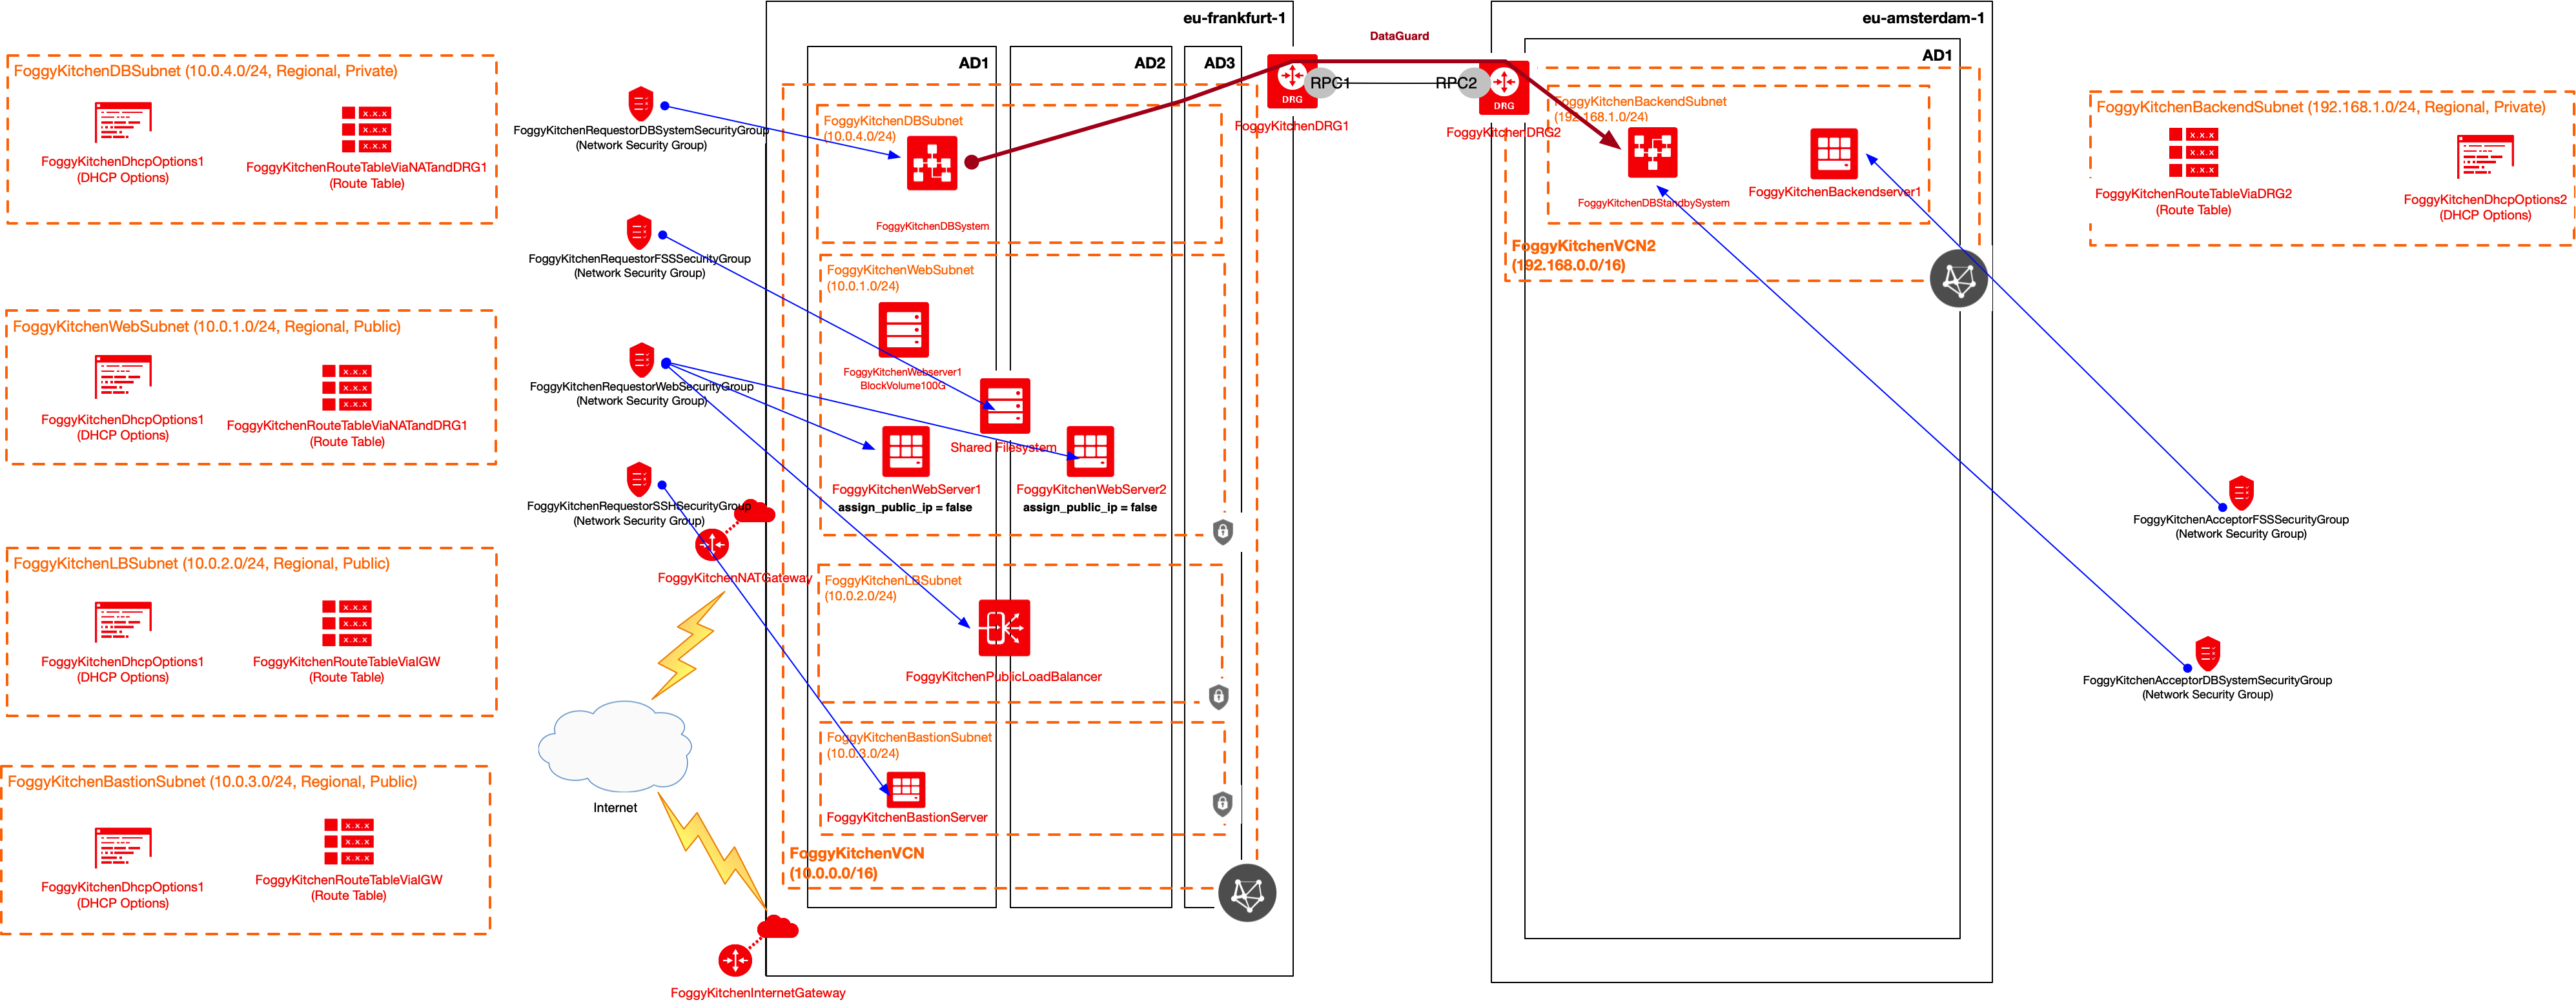 FoggyKitchenDBSubnet (10.0.4.0/24, Regional, Private)
FoggyKitchenDhcpOptions1
(DHCP Options)
x.x.x
x.x.x
x.x.x
FoggyKitchenRouteTableViaNATandDRG1
(Route Table)
FoggyKitchenWebSubnet (10.0.1.0/24, Regional, Public)
FoggyKitchenDhcpOptions1
(DHCP Options)
x.x.x
x.x.x
x.x.x
FoggyKitchenRouteTableViaNATandDRG1
(Route Table)
FoggyKitchenLBSubnet (10.0.2.0/24, Regional, Public)
FoggyKitchenDhcpOptions1
(DHCP Options)
x.x.x
x.x.x
x.x.x
FoggyKitchenRouteTableViaIGW
(Route Table)
FoggyKitchenBastionSubnet (10.0.3.0/24, Regional, Public)
FoggyKitchenDhcpOptions1
(DHCP Options)
x.x.x
x.x.x
x.x.x
FoggyKitchenRouteTableViaIGW
(Route Table)
FoggyKitchenRequestorDBSystemSecurityGroup
(Network Security Group)
FoggyKitchenRequestorFSSSecurityGroup
(Network Security Group)
FoggyKitchenRequestorWebSecurityGroup
(Network Security Group)
FoggyKitchenRequestorSSHSecurityGroup
(Network Security Group)
FoggyKitchenNATGateway
Internet
FoggyKitchenInternetGateway
eu-frankfurt-1
AD1
AD2
AD3
FoggyKitchenDBSubnet
(10.0.4.0/24)
FoggyKitchenDBSystem
FoggyKitchenWebSubnet
(10.0.1.0/24)
FoggyKitchenWebserver1
BlockVolume100G
Shared Filesystem
FoggyKitchenWebServer1
assign_public_ip = false
FoggyKitchenWebServer2
assign_public_ip = false
FoggyKitchenLBSubnet
(10.0.2.0/24)
FoggyKitchenPublicLoadBalancer
FoggyKitchenBastionSubnet
(10.0.3.0/24)
FoggyKitchenBastionServer
FoggyKitchenVCN
(10.0.0.0/16)
DataGuard
DRG
RPC1
FoggyKitchenDRG1
RPC2
DRG
FoggyKitchenDRG2
eu-amsterdam-1
AD1
FoggyKitchenBackendSubnet
(192.168.1.0/24)
FoggyKitchenDBStandbySystem
FoggyKitchenBackendserver1
FoggyKitchenVCN2
(192.168.0.0/16)
FoggyKitchenBackendSubnet (192.168.1.0/24, Regional, Private)
x.x.x
x.x.x
x.x.x
FoggyKitchenRouteTableViaDRG2
(Route Table)
FoggyKitchenDhcpOptions2
(DHCP Options)
FoggyKitchenAcceptorFSSSecurityGroup
(Network Security Group)
FoggyKitchenAcceptorDBSystemSecurityGroup
(Network Security Group)